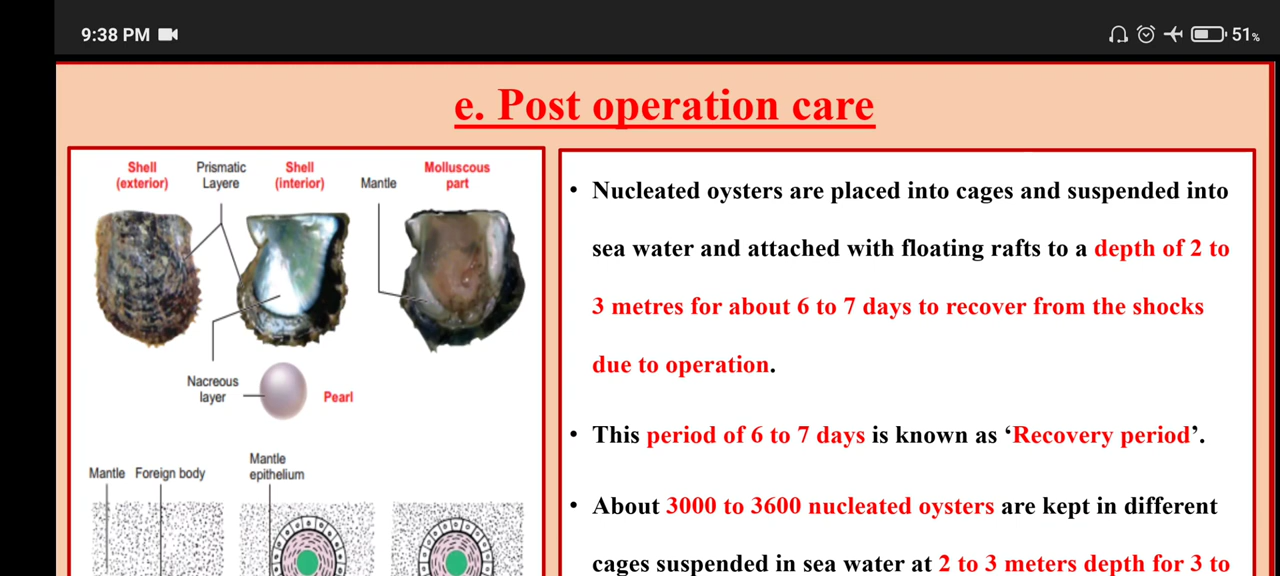 9:38 PM
51%
e. Post operation care
Shell
(exterior)
Prismatic
Layere
Shell
(interior)
Mantle
Molluscous
part
Nacreous
layer
Pearl
Mantle
Foreign body
Mantle
epithelium
• Nucleated oysters are placed into cages and suspended into
sea water and attached with floating rafts to a depth of 2 to
3 metres for about 6 to 7 days to recover from the shocks
due to operation.
• This period of 6 to 7 days is known as ‘Recovery period’.
• About 3000 to 3600 nucleated oysters are kept in different
cages suspended in sea water at 2 to 3 meters depth for 3 to